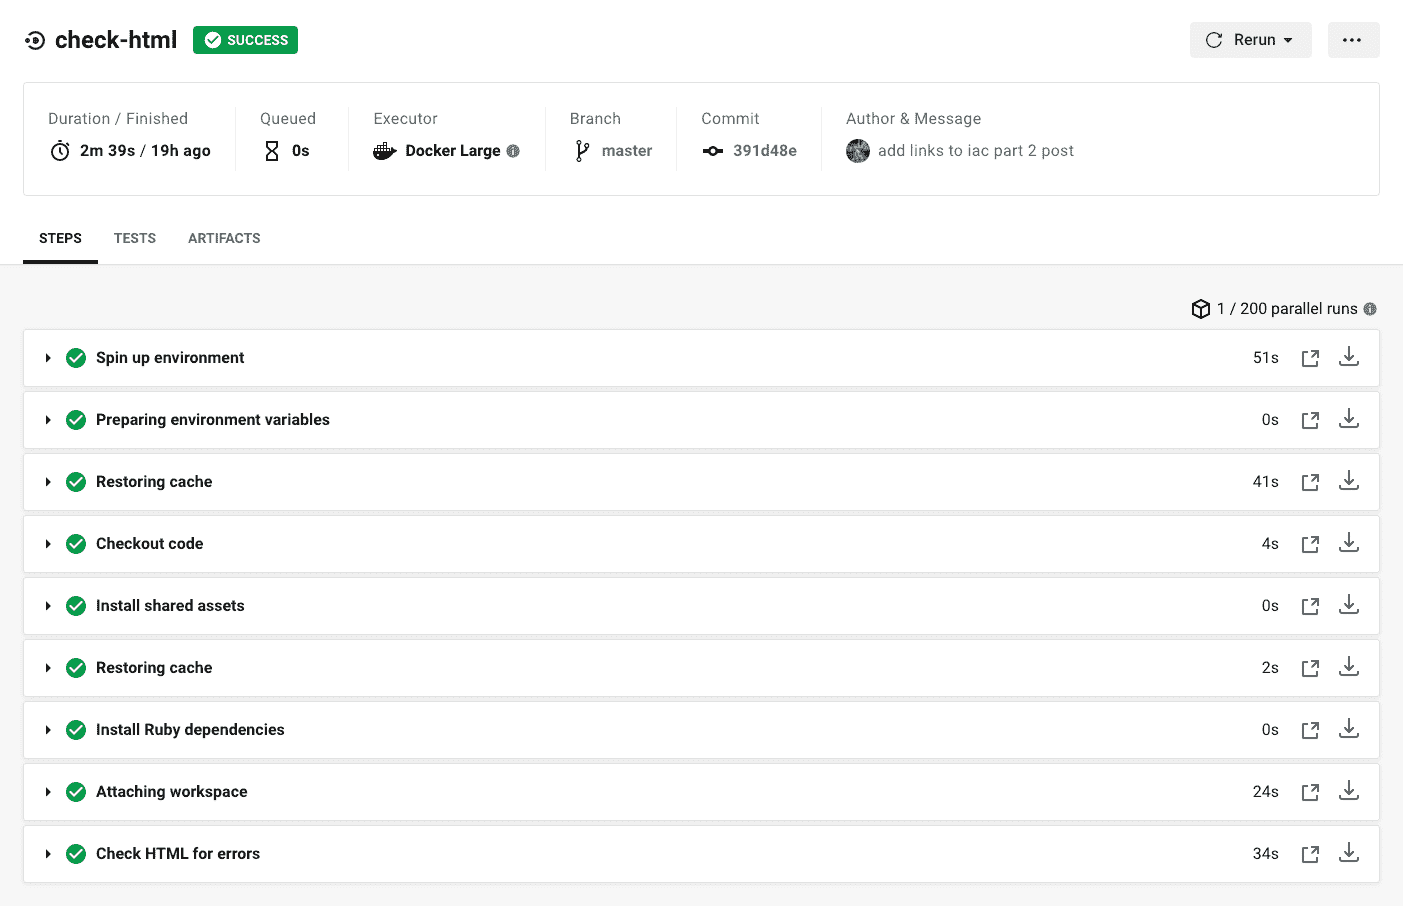 check-html SUCCESS Rerun ...
Duration / Finished Queued Executor Branch Commit Author & Message
2m 39s / 19h ago 0s Docker Large master 391d48e add links to iac part 2 post
STEPS TESTS ARTIFACTS
1 / 200 parallel runs
Spin up environment 51s
Preparing environment variables 0s
Restoring cache 41s
Checkout code 4s
Install shared assets 0s
Restoring cache 2s
Install Ruby dependencies 0s
Attaching workspace 24s
Check HTML for errors 34s